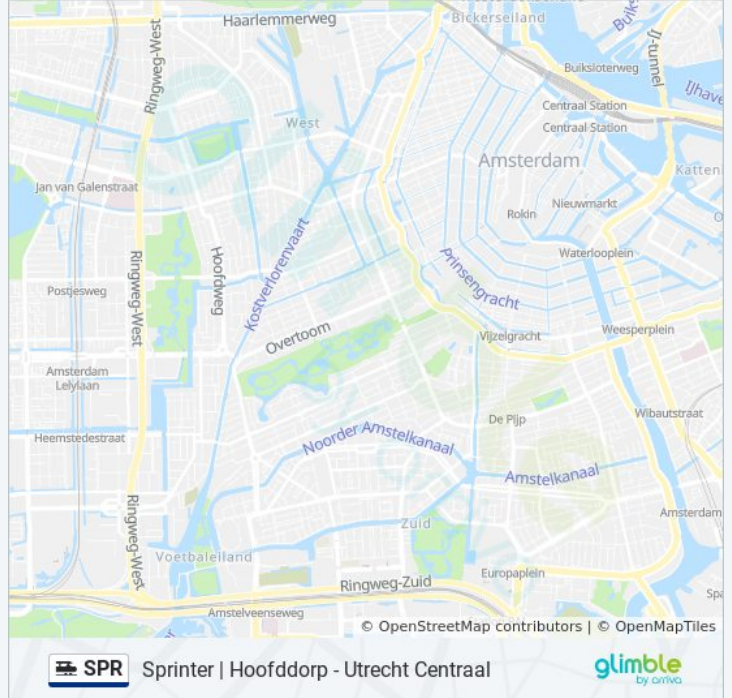 Haarlemmerweg
Bickerseiland
Ringweg-West
IJ-tunnel
Buiksloterweg
Centraal Station
Centraal Station
West
Amsterdam
Jan van Galenstraat
Nieuwmarkt
Rokin
Waterlooplein
Hoofdweg
Kostverlorenvaart
Prinsengracht
Ringweg-West
Postjesweg
Overtoom
Vijzelgracht
Weesperplein
Amsterdam
Lelylaan
Wibautstraat
De Pijp
Heemstedestraat
Noorder Amstelkanaal
Amstelkanaal
Ringweg-West
Amsterdam
Zuid
Voetbaleiland
Europaplein
Ringweg-Zuid
Amstelveenseweg
© OpenStreetMap contributors | © OpenMapTiles
SPR Sprinter | Hoofddorp - Utrecht Centraal
glimble
by arriva